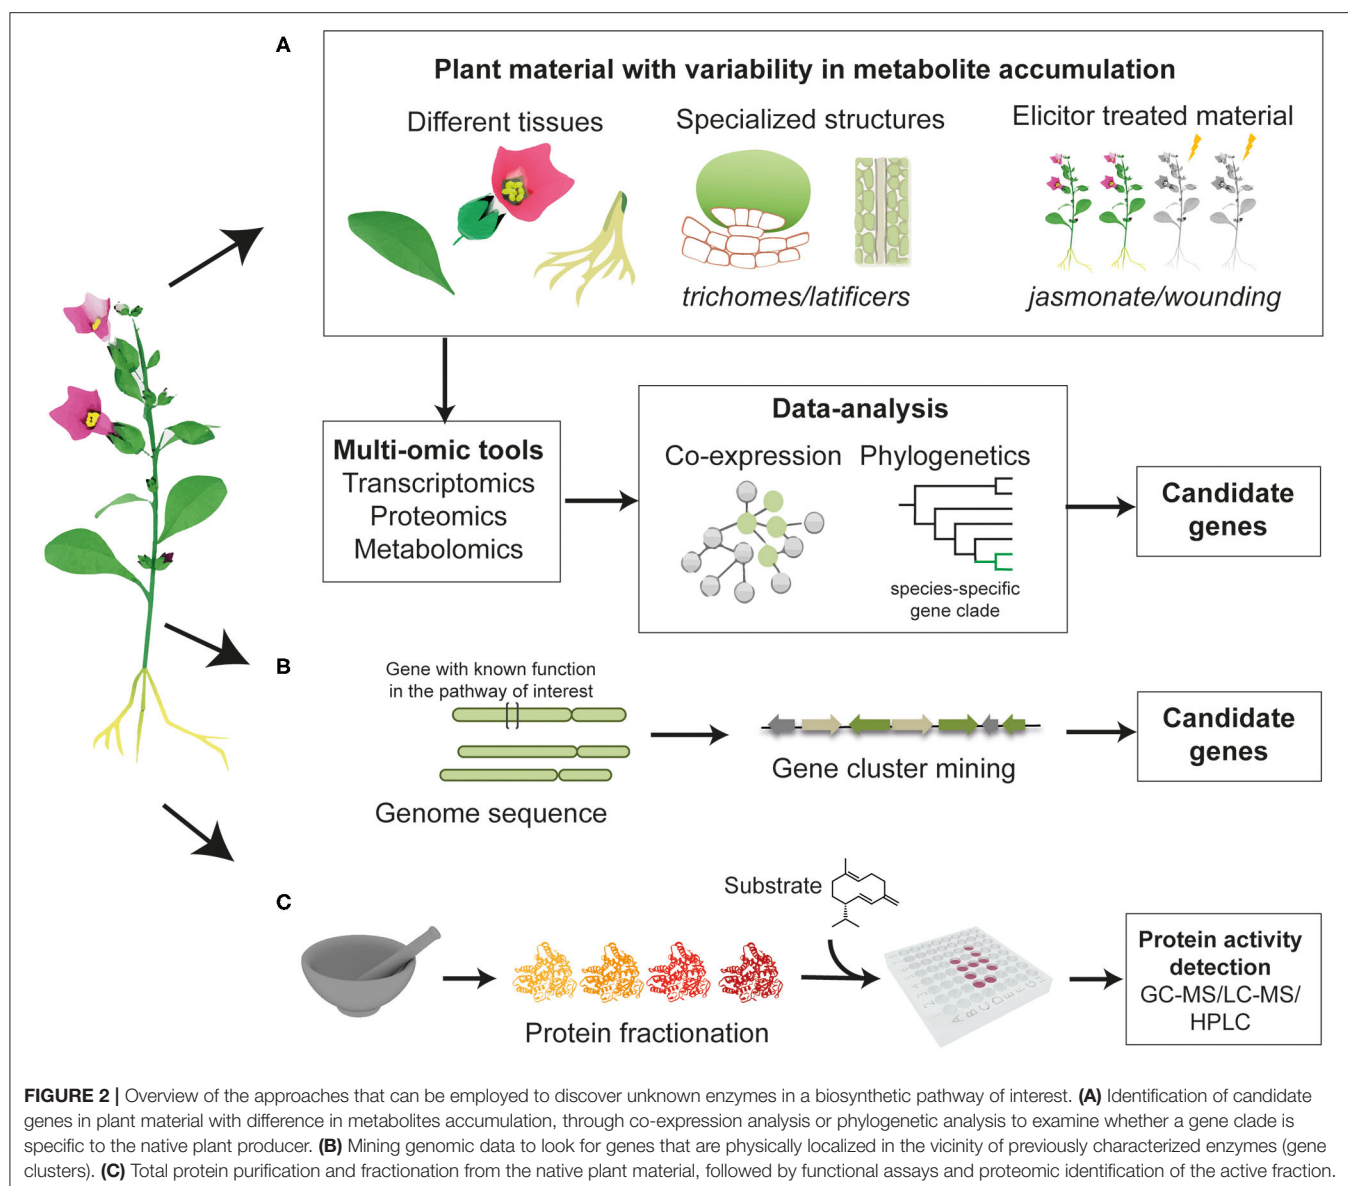 A
Plant material with variability in metabolite accumulation
Different tissues
Specialized structures
Elicitor treated material
trichomes/latificers
jasmonate/wounding
Multi-omic tools
Transcriptomics
Proteomics
Metabolomics
Data-analysis
Co-expression
Phylogenetics
species-specific
gene clade
Candidate
genes
B
Gene with known function
in the pathway of interest
Genome sequence
Gene cluster mining
Candidate
genes
C
Substrate
Protein fractionation
A B C D E F G H
Protein activity
detection
GC-MS/LC-MS/
HPLC
FIGURE 2 | Overview of the approaches that can be employed to discover unknown enzymes in a biosynthetic pathway of interest. (A) Identification of candidate
genes in plant material with difference in metabolites accumulation, through co-expression analysis or phylogenetic analysis to examine whether a gene clade is
specific to the native plant producer. (B) Mining genomic data to look for genes that are physically localized in the vicinity of previously characterized enzymes (gene
clusters). (C) Total protein purification and fractionation from the native plant material, followed by functional assays and proteomic identification of the active fraction.